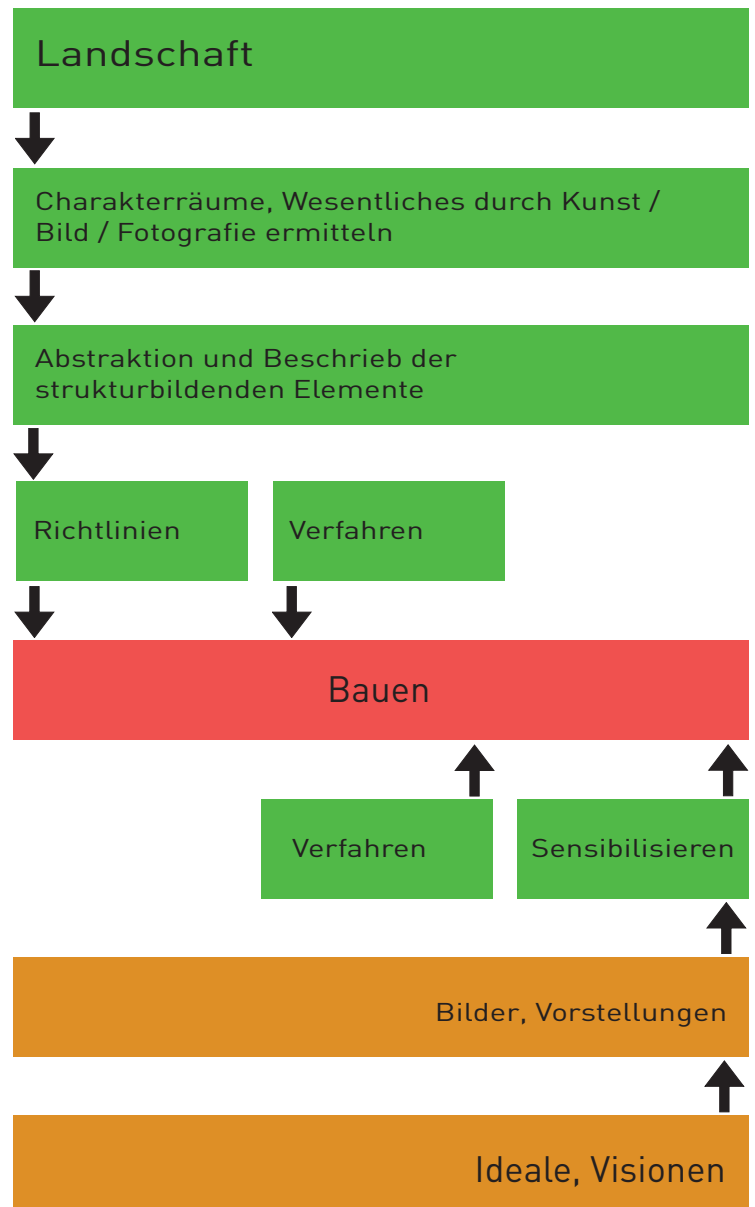 Landschaft
Charakterräume, Wesentliches durch Kunst /
Bild / Fotografie ermitteln
Abstraktion und Beschrieb der
strukturbildenden Elemente
Richtlinien
Verfahren
Bauen
Verfahren
Sensibilisieren
Bilder, Vorstellungen
Ideale, Visionen